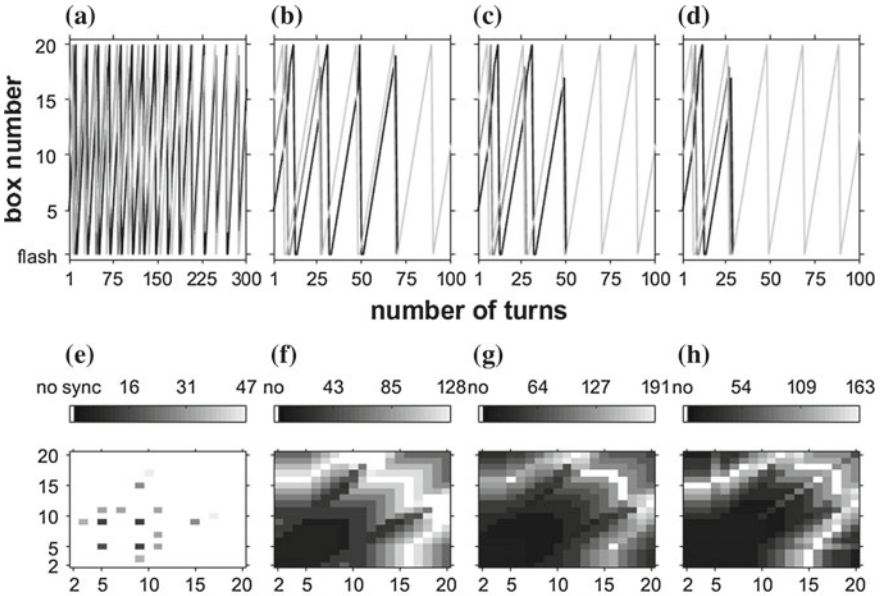 (a) (b) (c) (d)
box number
20
15
10
5
flash
1 75 150 225 300 1 25 50 75 100 1 25 50 75 100 1 25 50 75 100
number of turns
(e) (f) (g) (h)
no sync 16 31 47 no 43 85 128 no 64 127 191 no 54 109 163
20
15
10
5
2
2 5 10 15 20 2 5 10 15 20 2 5 10 15 20 2 5 10 15 20